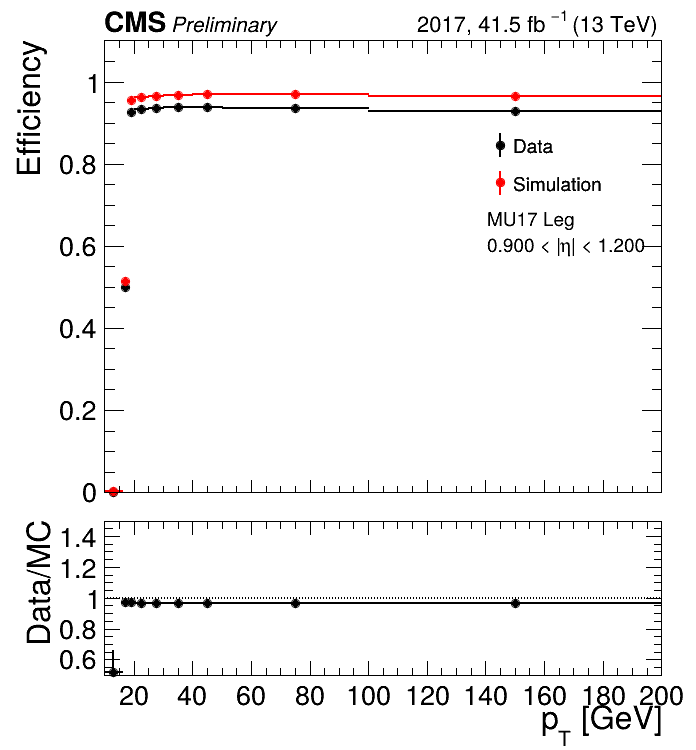 CMS Preliminary
2017, 41.5 fb⁻¹ (13 TeV)
Efficiency
1
0.8
0.6
0.4
0.2
0
Data
Simulation
MU17 Leg
0.900 < |η| < 1.200
Data/MC
1.4
1.2
1
0.8
0.6
20 40 60 80 100 120 140 160 180 200
p_T [GeV]